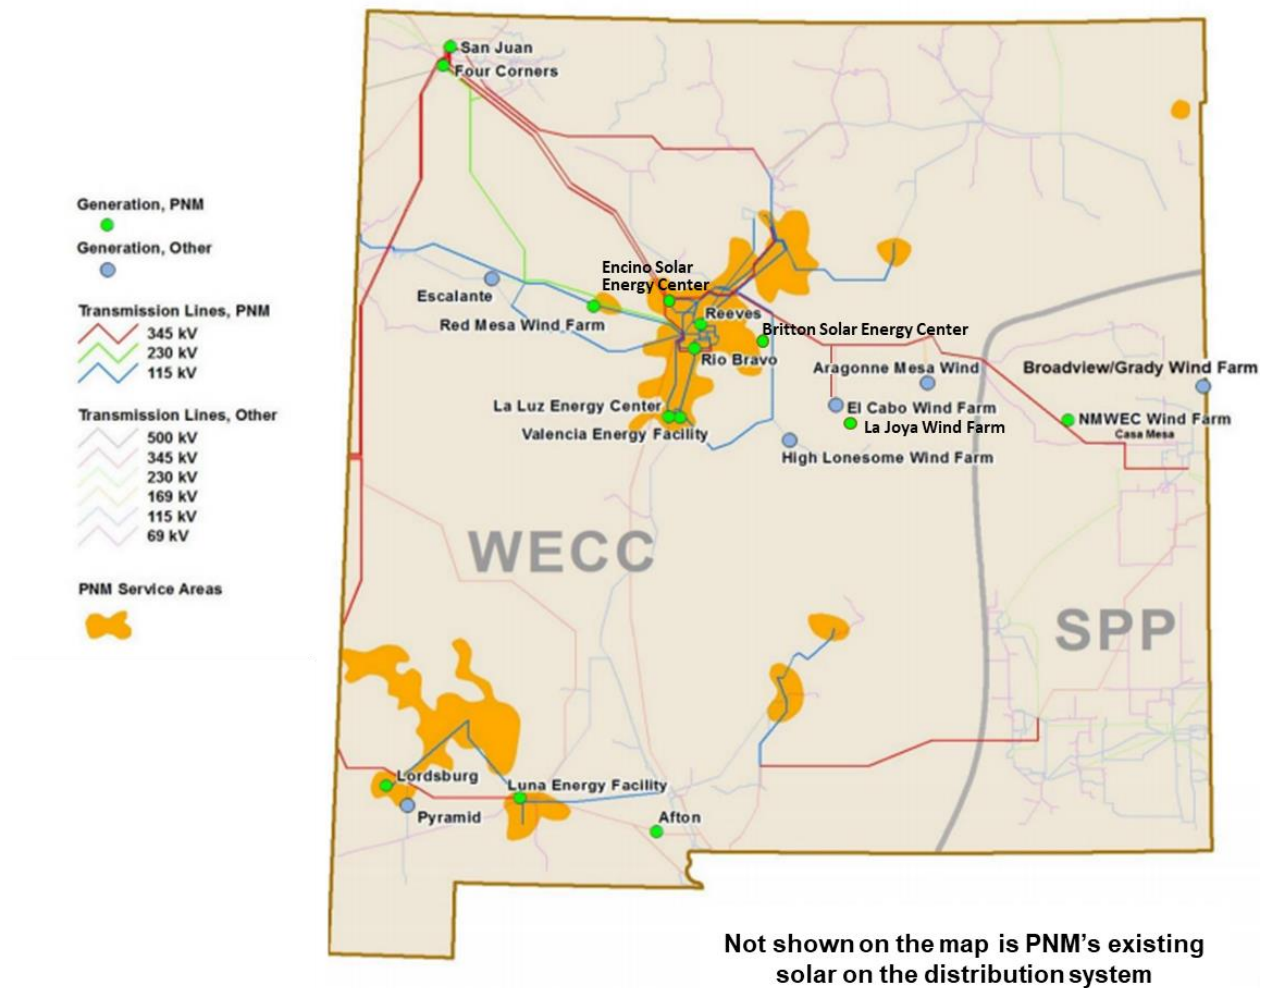 San Juan
Four Corners
Generation, PNM
Generation, Other
Transmission Lines, PNM
345 kV
230 kV
115 kV
Transmission Lines, Other
500 kV
345 kV
230 kV
169 kV
115 kV
69 kV
PNM Service Areas
Encino Solar
Energy Center
Escalante
Red Mesa Wind Farm
Reeves
Britton Solar Energy Center
Rio Bravo
Aragonne Mesa Wind
Broadview/Grady Wind Farm
La Luz Energy Center
El Cabo Wind Farm
NMWEC Wind Farm
La Joya Wind Farm
Casa Mesa
Valencia Energy Facility
High Lonesome Wind Farm
WECC
SPP
Lordsburg
Luna Energy Facility
Pyramid
Afton
Not shown on the map is PNM's existing
solar on the distribution system